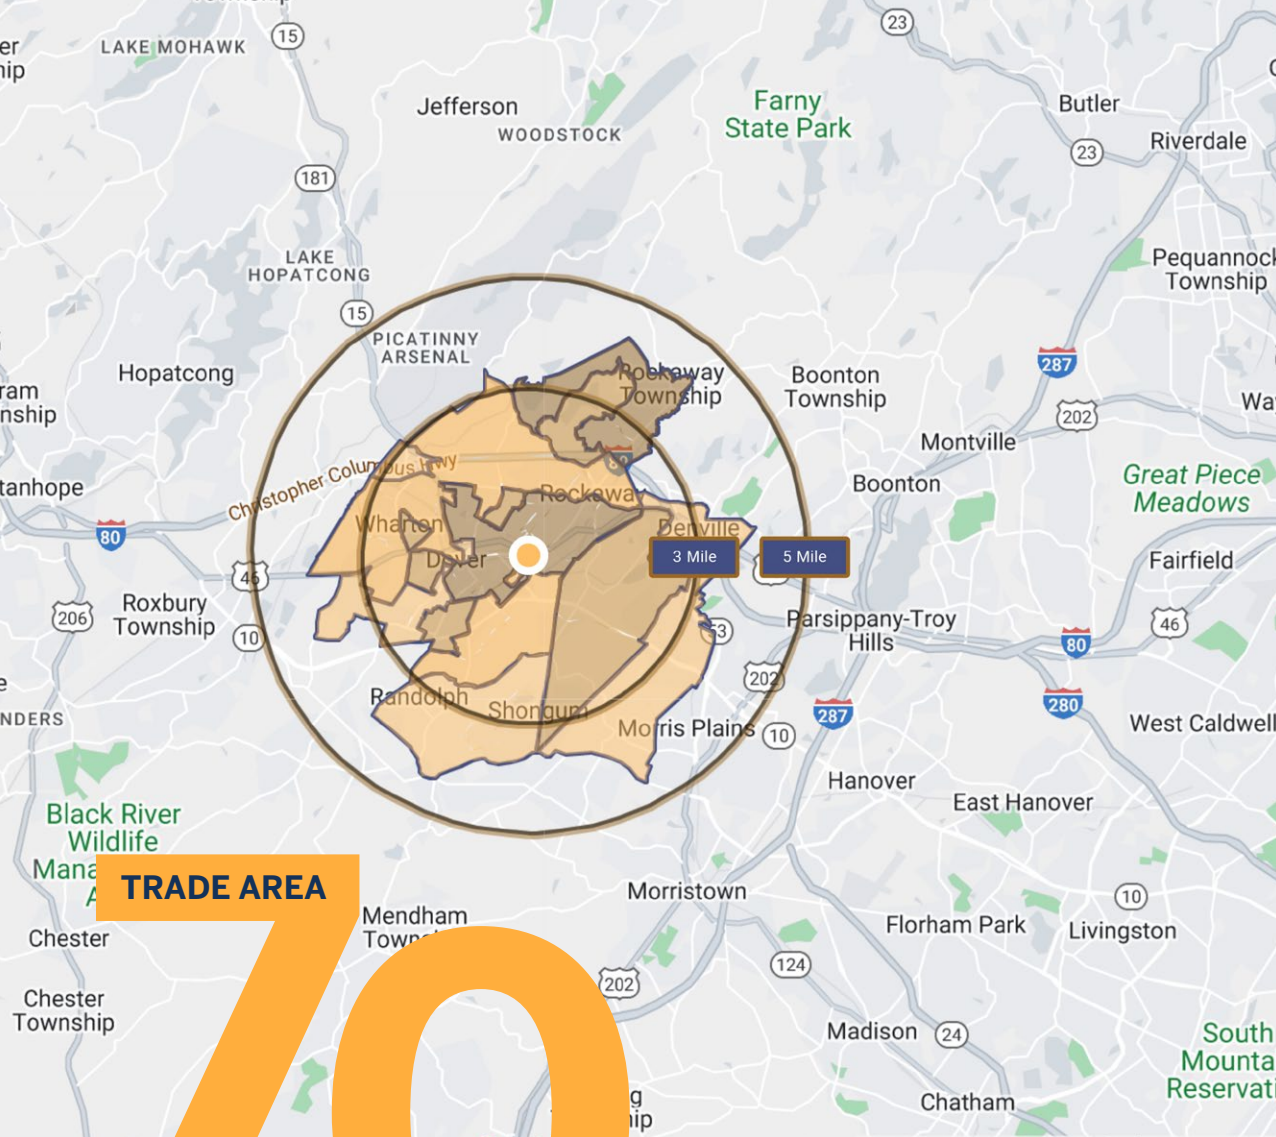 15
LAKE MOHAWK
23
Jefferson
WOODSTOCK
Farny
State Park
Butler
Riverdale
23
181
LAKE
HOPATCONG
Pequannock
Township
15
PICATINNY
ARSENAL
Hopatcong
Rockaway
Township
Boonton
Township
287
202
Montville
Boonton
Great Piece
Meadows
Christopher Columbus Hwy
Rockaway
Wharton
Denville
80
Dover
3 Mile
5 Mile
Fairfield
46
206
Roxbury
Township
10
Parsippany-Troy
Hills
46
80
53
202
280
287
Randolph
Shongum
Morris Plains
10
West Caldwell
Hanover
East Hanover
Black River
Wildlife
TRADE AREA
70
Morristown
10
Mendham
Florham Park
Livingston
Chester
124
202
Chester
Township
Madison
24
South
Chatham